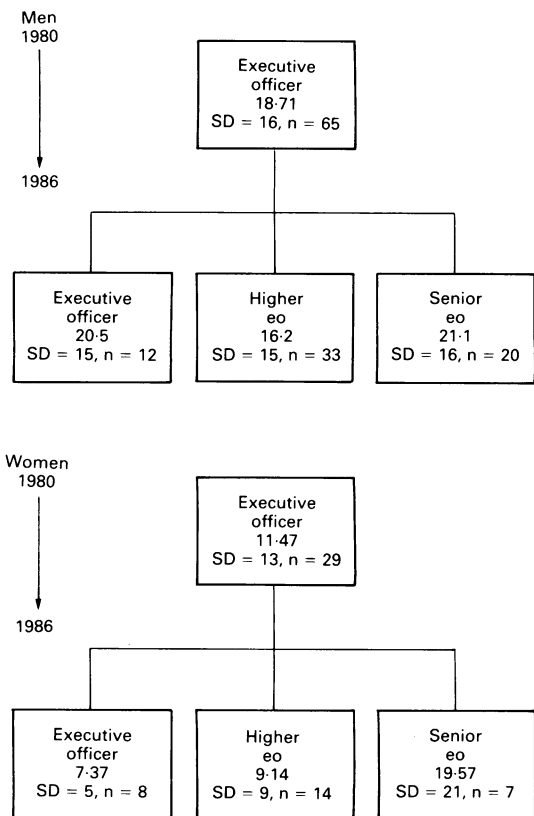 Men
1980
Executive
officer
18·71
SD = 16, n = 65
1986
Executive
officer
20·5
SD = 15, n = 12
Higher
eo
16·2
SD = 15, n = 33
Senior
eo
21·1
SD = 16, n = 20
Women
1980
Executive
officer
11·47
SD = 13, n = 29
1986
Executive
officer
7·37
SD = 5, n = 8
Higher
eo
9·14
SD = 9, n = 14
Senior
eo
19·57
SD = 21, n = 7